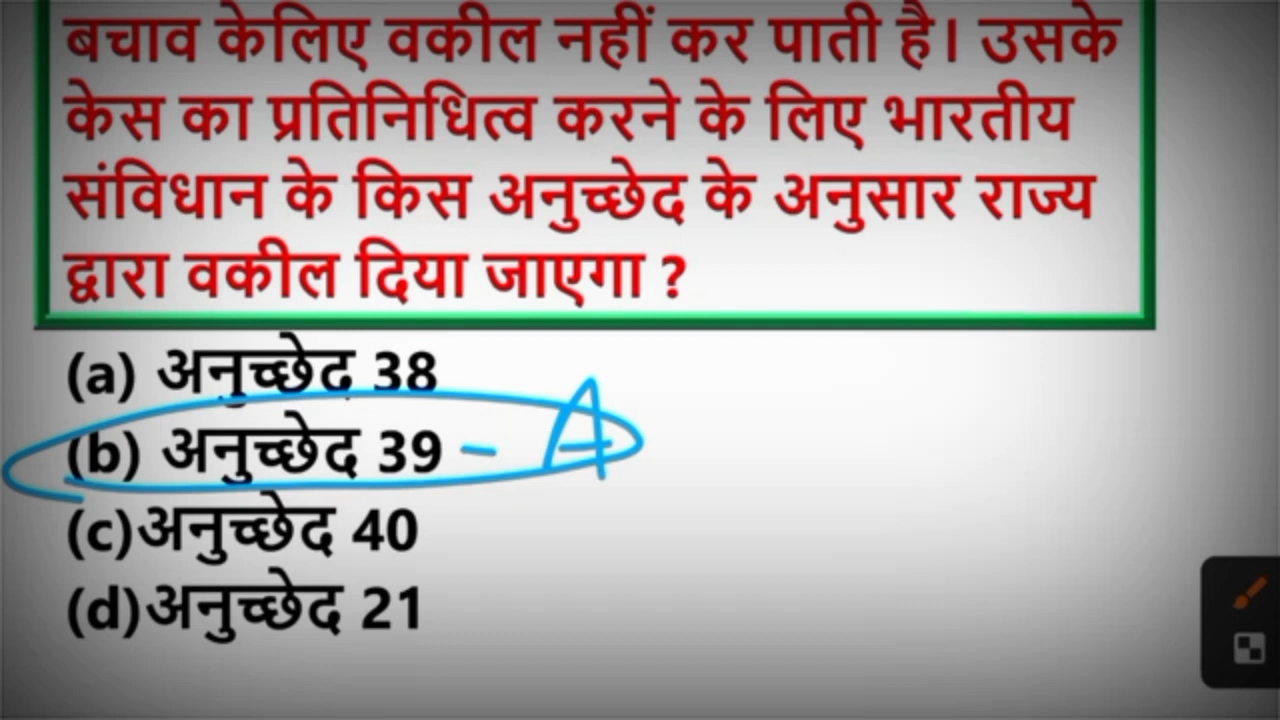 बचाव केलिए वकील नहीं कर पाती है। उसके
केस का प्रतिनिधित्व करने के लिए भारतीय
संविधान के किस अनुच्छेद के अनुसार राज्य
द्वारा वकील दिया जाएगा ?
(a) अनुच्छेद 38
(b) अनुच्छेद 39 - A
(c)अनुच्छेद 40
(d)अनुच्छेद 21